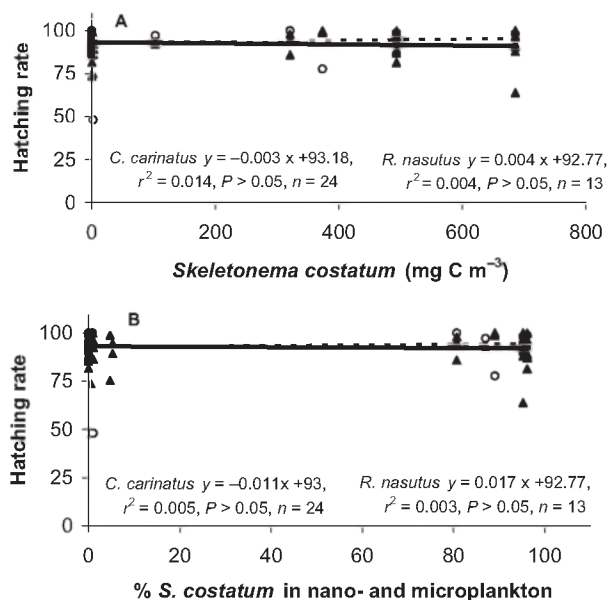 A
Hatching rate
100
75
50
25
0
C. carinatus y = –0.003 x +93.18,
r² = 0.014, P > 0.05, n = 24
R. nasutus y = 0.004 x +92.77,
r² = 0.004, P > 0.05, n = 13
0 200 400 600 800
Skeletonema costatum (mg C m⁻³)
B
Hatching rate
100
75
50
25
0
C. carinatus y = –0.011x +93,
r² = 0.005, P > 0.05, n = 24
R. nasutus y = 0.017 x +92.77,
r² = 0.003, P > 0.05, n = 13
0 20 40 60 80 100
% S. costatum in nano- and microplankton